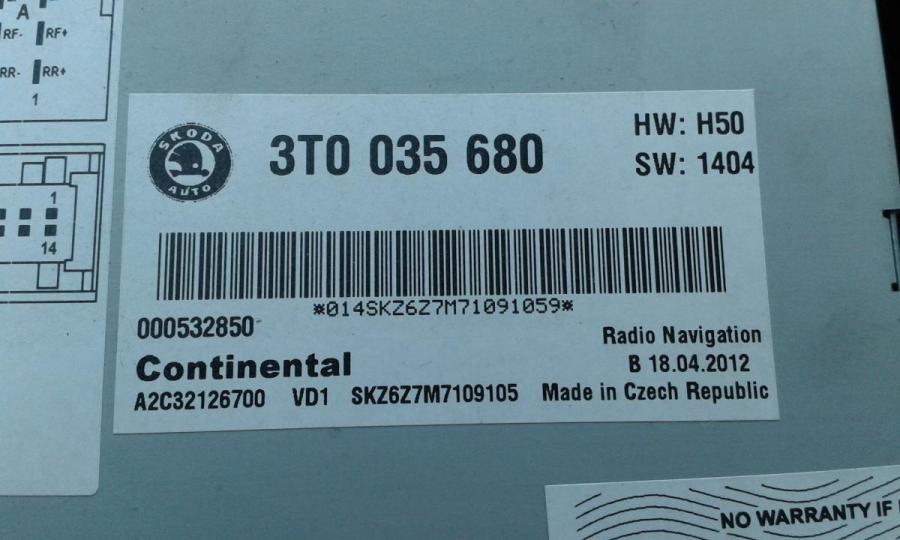 A
RF- RF+
RR- RR+
1
1
14
SKODA
AUTO
3T0 035 680
HW: H50
SW: 1404
*014SKZ6Z7M71091059*
000532850
Radio Navigation
Continental
B 18.04.2012
A2C32126700 VD1 SKZ6Z7M7109105 Made in Czech Republic
NO WARRANTY IF